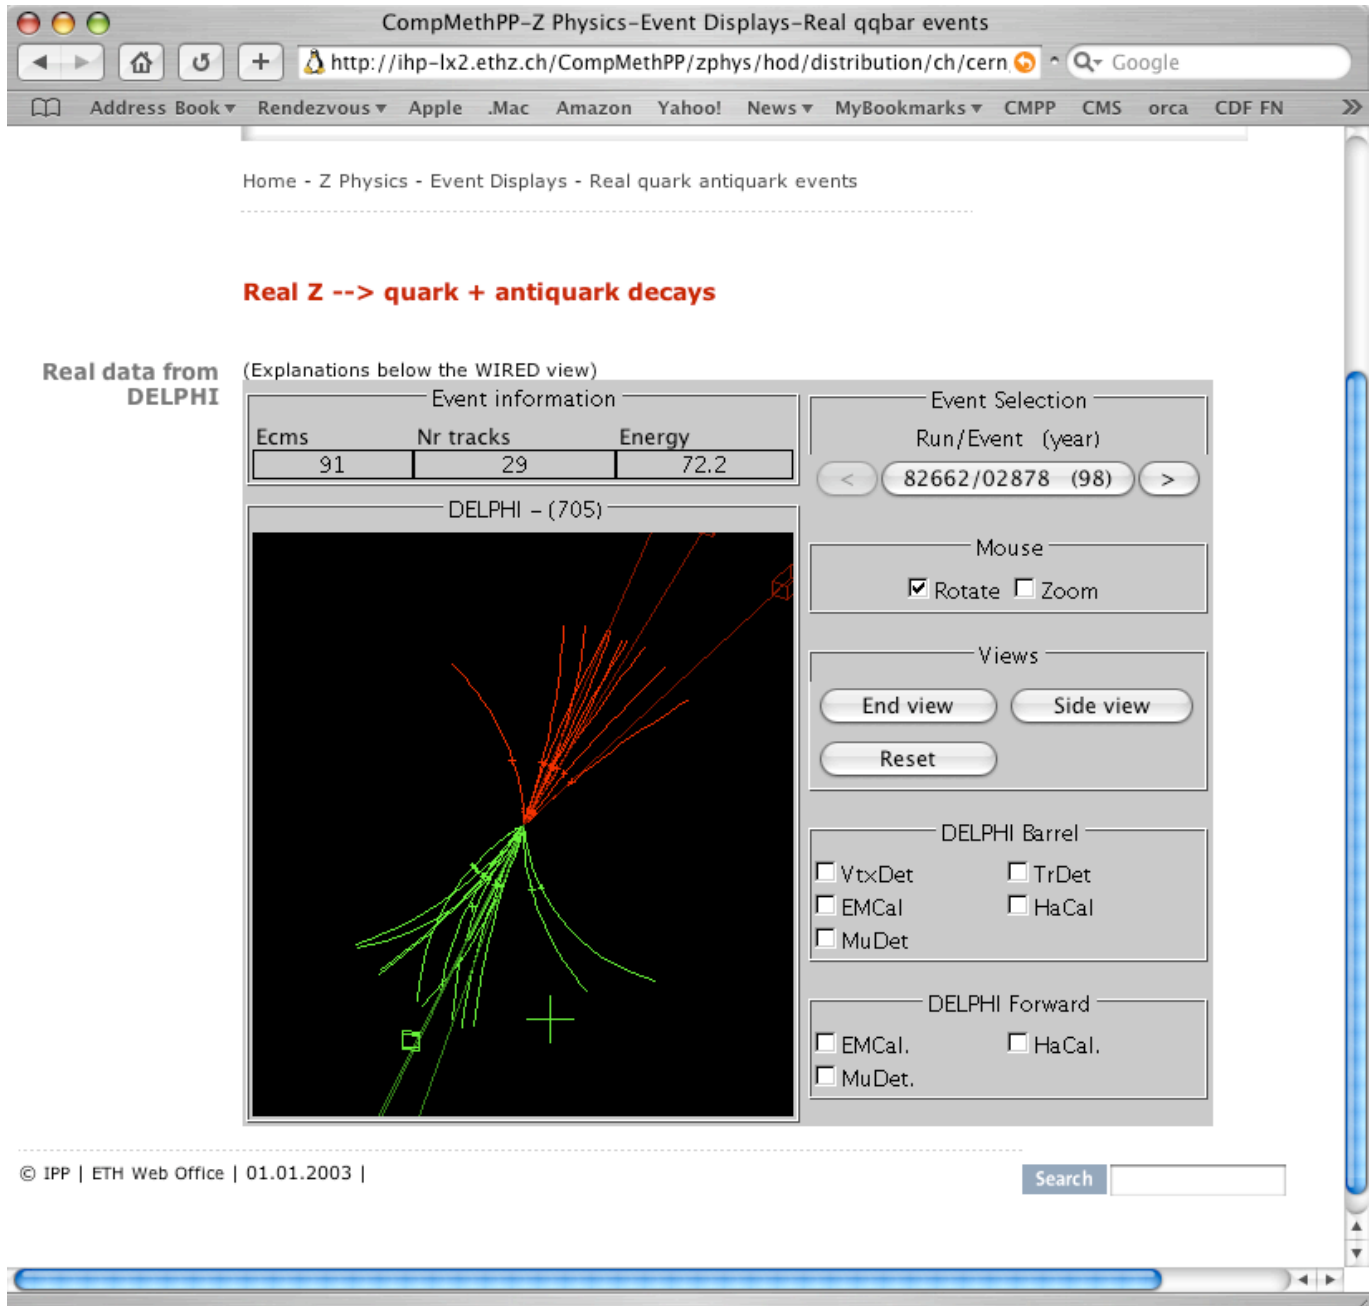 CompMethPP-Z Physics-Event Displays-Real qqbar events
http://ihp-lx2.ethz.ch/CompMethPP/zphys/hod/distribution/ch/cern
Google
Address Book Rendezvous Apple .Mac Amazon Yahoo! News MyBookmarks CMPP CMS orca CDF FN
Home - Z Physics - Event Displays - Real quark antiquark events
Real Z --> quark + antiquark decays
Real data from
DELPHI
(Explanations below the WIRED view)
Event information
Ecms Nr tracks Energy
91 29 72.2
DELPHI - (705)
Event Selection
Run/Event (year)
< 82662/02878 (98) >
Mouse
Rotate Zoom
Views
End view Side view
Reset
DELPHI Barrel
VtxDet TrDet
EMCal HaCal
MuDet
DELPHI Forward
EMCal. HaCal.
MuDet.
© IPP | ETH Web Office | 01.01.2003 |
Search